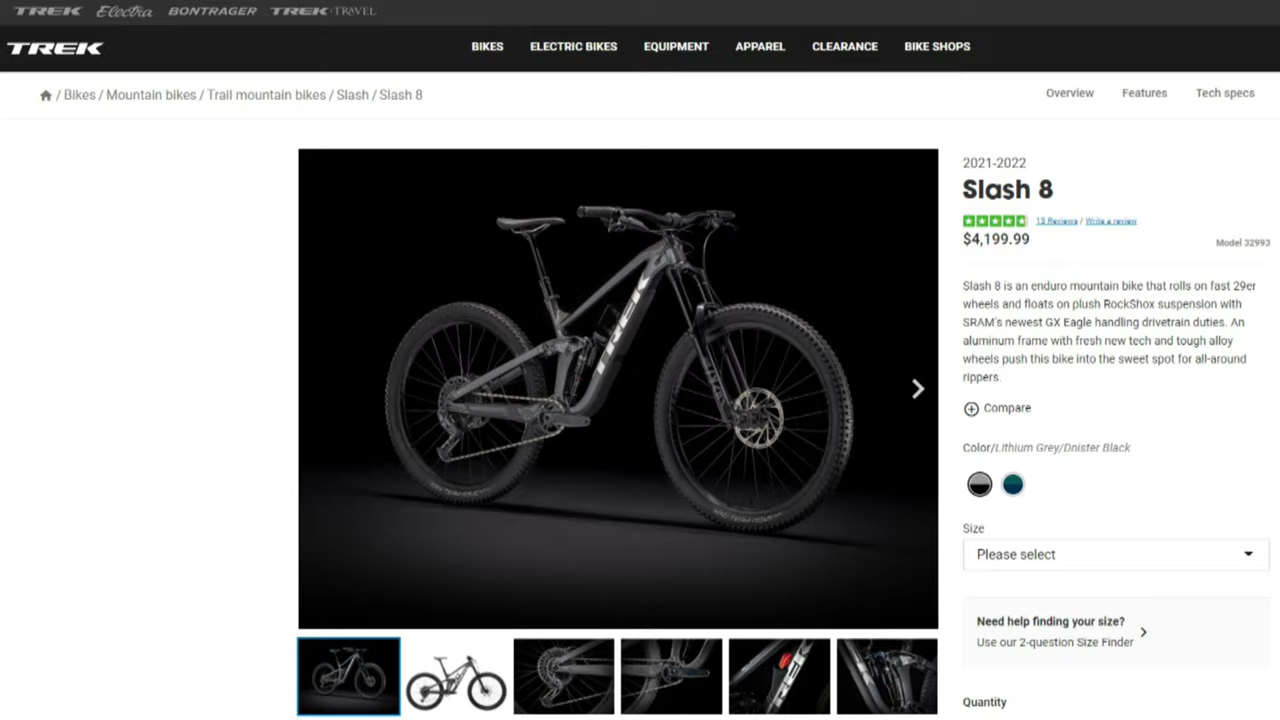 TREK Electra BONTRAGER TREK TRAVEL
TREK BIKES ELECTRIC BIKES EQUIPMENT APPAREL CLEARANCE BIKE SHOPS
/ Bikes / Mountain bikes / Trail mountain bikes / Slash / Slash 8
Overview Features Tech specs
2021-2022
Slash 8
13 Reviews / Write a review
$4,199.99
Model 32993
Slash 8 is an enduro mountain bike that rolls on fast 29er
wheels and floats on plush RockShox suspension with
SRAM's newest GX Eagle handling drivetrain duties. An
aluminum frame with fresh new tech and tough alloy
wheels push this bike into the sweet spot for all-around
rippers.
Compare
Color/Lithium Grey/Dnister Black
Size
Please select
Need help finding your size?
Use our 2-question Size Finder
Quantity
TREK